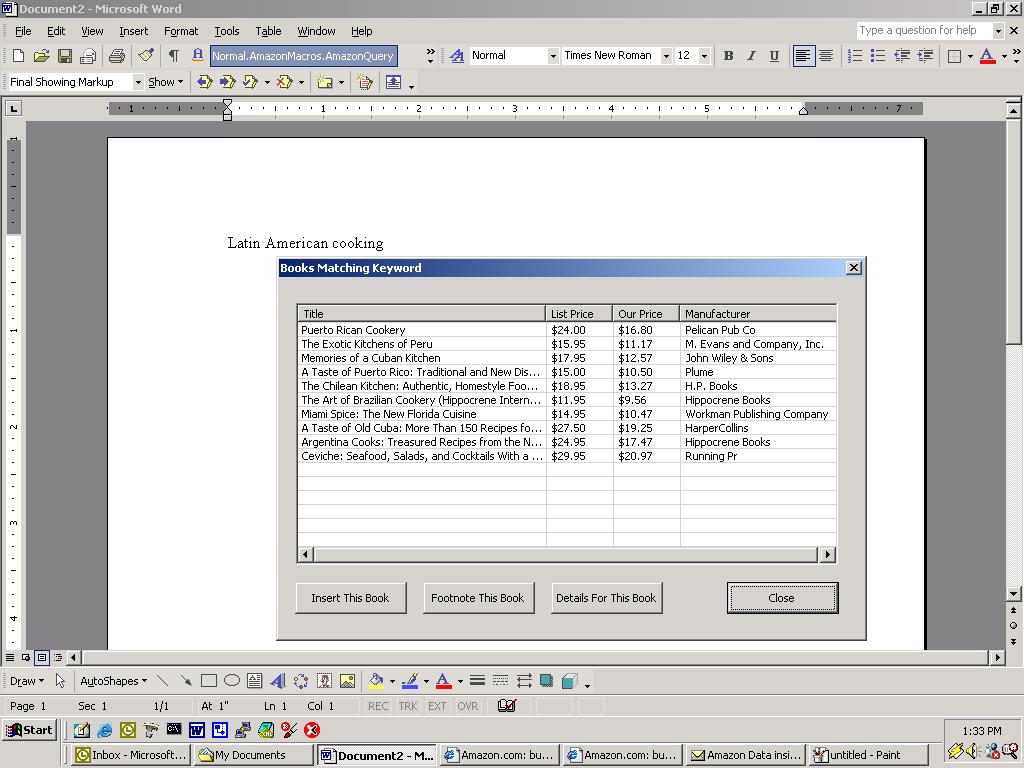 Document2 - Microsoft Word
File Edit View Insert Format Tools Table Window Help
Type a question for help
Normal.AmazonMacros.AmazonQuery
Normal Times New Roman 12 B I U
Final Showing Markup Show
1 1 2 3 4 5 7
Latin American cooking
Books Matching Keyword
Title List Price Our Price Manufacturer
Puerto Rican Cookery $24.00 $16.80 Pelican Pub Co
The Exotic Kitchens of Peru $15.95 $11.17 M. Evans and Company, Inc.
Memories of a Cuban Kitchen $17.95 $12.57 John Wiley & Sons
A Taste of Puerto Rico: Traditional and New Dis... $15.00 $10.50 Plume
The Chilean Kitchen: Authentic, Homestyle Foo... $18.95 $13.27 H.P. Books
The Art of Brazilian Cookery (Hippocrene Intern... $11.95 $9.56 Hippocrene Books
Miami Spice: The New Florida Cuisine $14.95 $10.47 Workman Publishing Company
A Taste of Old Cuba: More Than 150 Recipes fo... $27.50 $19.25 HarperCollins
Argentina Cooks: Treasured Recipes from the N... $24.95 $17.47 Hippocrene Books
Ceviche: Seafood, Salads, and Cocktails With a ... $29.95 $20.97 Running Pr
Insert This Book Footnote This Book Details For This Book Close
Draw AutoShapes
Page 1 Sec 1 1/1 At 1" Ln 1 Col 1 REC TRK EXT OVR
Start
1:33 PM
Inbox - Microsoft... My Documents Document2 - M... Amazon.com: bu... Amazon.com: bu... Amazon Data insi... untitled - Paint